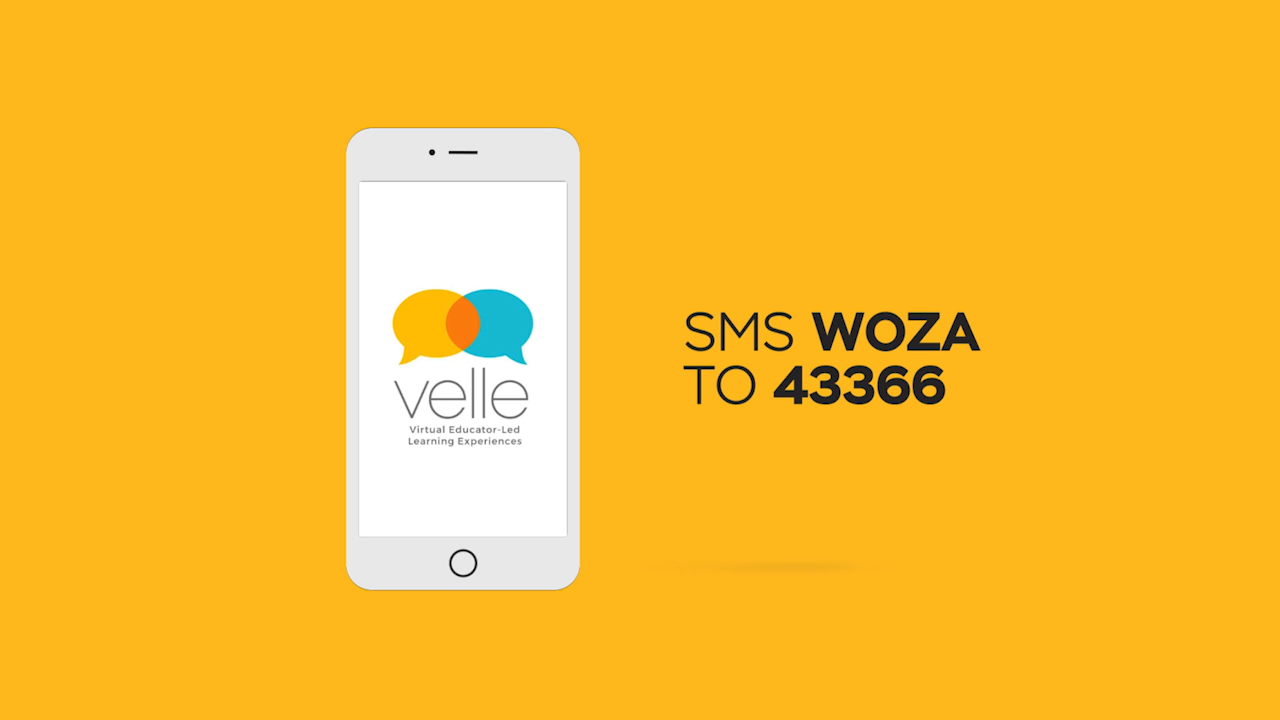 velle
Virtual Educator-Led
Learning Experiences
SMS WOZA
TO 43366